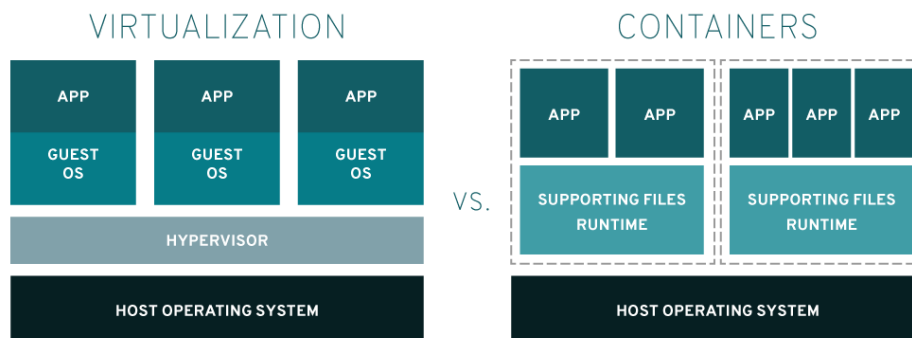 VIRTUALIZATION
APP
APP
APP
GUEST
OS
GUEST
OS
GUEST
OS
HYPERVISOR
HOST OPERATING SYSTEM
VS.
CONTAINERS
APP
APP
APP
APP
APP
SUPPORTING FILES
RUNTIME
SUPPORTING FILES
RUNTIME
HOST OPERATING SYSTEM